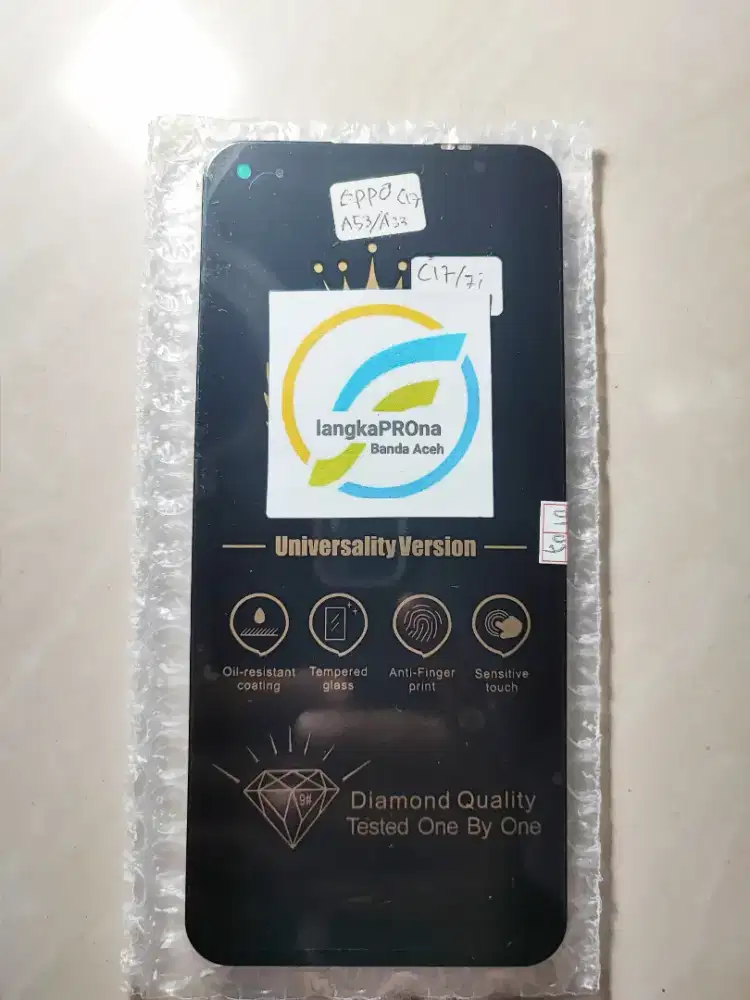 OPPO C17
A53/A33
C17/7i
langkaPROna
Banda Aceh
Universality Version
Oil-resistant
coating
Tempered
glass
Anti-Finger
print
Sensitive
touch
9#
Diamond Quality
Tested One By One